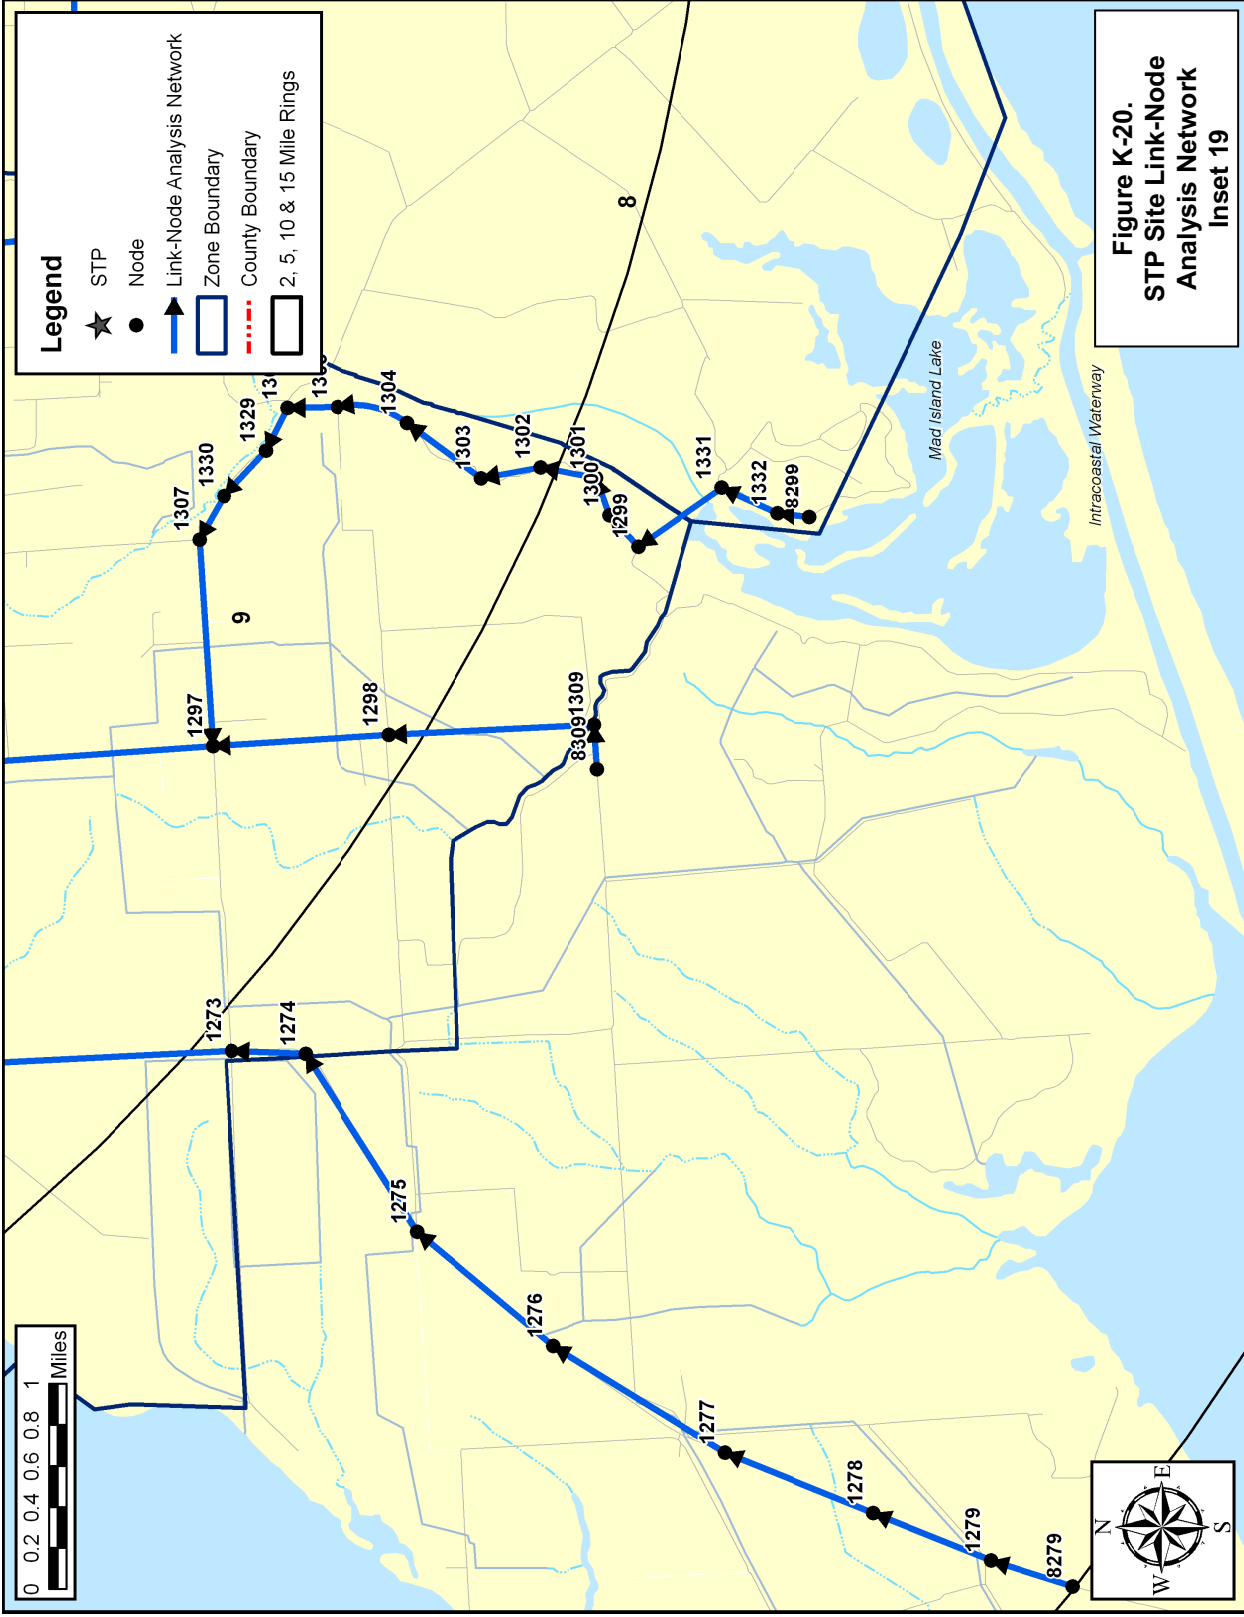 Legend
STP
Node
Link-Node Analysis Network
Zone Boundary
County Boundary
2, 5, 10 & 15 Mile Rings
0 0.2 0.4 0.6 0.8 1
Miles
1307
1330
1329
1304
1303
1302
1301
1300
1299
1331
1332
8299
1297
1298
8309
1309
1273
1274
1275
1276
1277
1278
1279
8279
9
8
Mad Island Lake
Intracoastal Waterway
N
W
E
S
Figure K-20.
STP Site Link-Node
Analysis Network
Inset 19